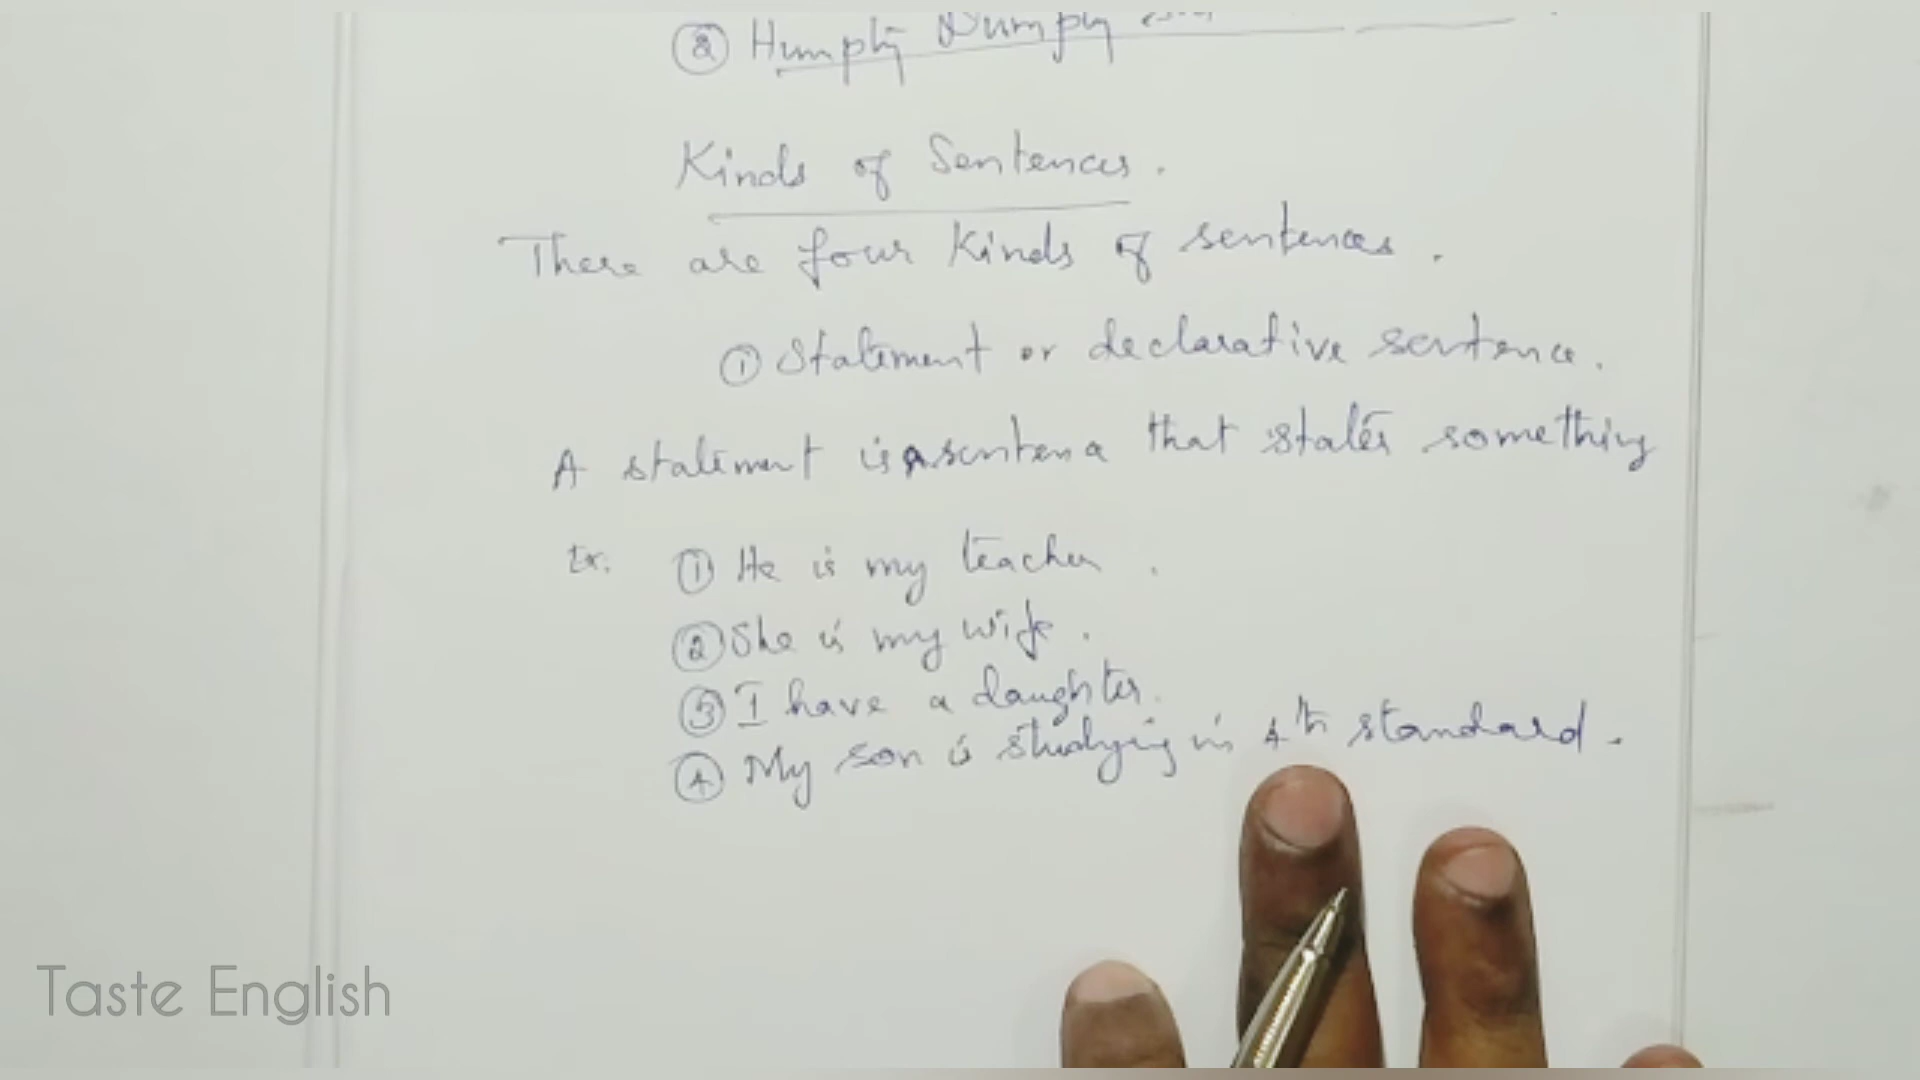 ② Humpty Dumpty
Kinds of Sentences.
There are four kinds of sentences.
① Statement or declarative sentence.
A statement is a sentence that states something
Ex. ① He is my teacher.
② She is my wife.
③ I have a daughter.
④ My son is studying in 4th standard.
Taste English